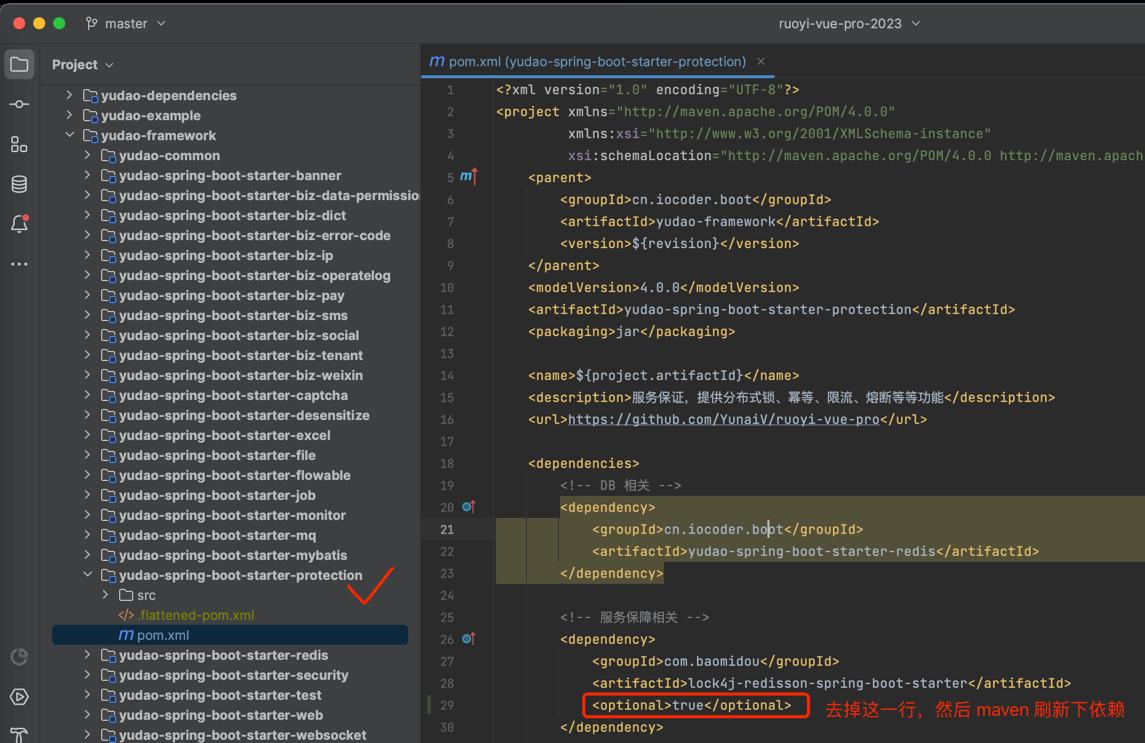 master
ruoyi-vue-pro-2023
Project
pom.xml (yudao-spring-boot-starter-protection)
yudao-dependencies
yudao-example
yudao-framework
yudao-common
yudao-spring-boot-starter-banner
yudao-spring-boot-starter-biz-data-permissio
yudao-spring-boot-starter-biz-dict
yudao-spring-boot-starter-biz-error-code
yudao-spring-boot-starter-biz-ip
yudao-spring-boot-starter-biz-operatelog
yudao-spring-boot-starter-biz-pay
yudao-spring-boot-starter-biz-sms
yudao-spring-boot-starter-biz-social
yudao-spring-boot-starter-biz-tenant
yudao-spring-boot-starter-biz-weixin
yudao-spring-boot-starter-captcha
yudao-spring-boot-starter-desensitize
yudao-spring-boot-starter-excel
yudao-spring-boot-starter-file
yudao-spring-boot-starter-flowable
yudao-spring-boot-starter-job
yudao-spring-boot-starter-monitor
yudao-spring-boot-starter-mq
yudao-spring-boot-starter-mybatis
yudao-spring-boot-starter-protection
src
.flattened-pom.xml
pom.xml
yudao-spring-boot-starter-redis
yudao-spring-boot-starter-security
yudao-spring-boot-starter-test
yudao-spring-boot-starter-web
yudao-spring-boot-starter-websocket
1 <?xml version="1.0" encoding="UTF-8"?>
2 <project xmlns="http://maven.apache.org/POM/4.0.0"
3 xmlns:xsi="http://www.w3.org/2001/XMLSchema-instance"
4 xsi:schemaLocation="http://maven.apache.org/POM/4.0.0 http://maven.apach
5 <parent>
6 <groupId>cn.iocoder.boot</groupId>
7 <artifactId>yudao-framework</artifactId>
8 <version>${revision}</version>
9 </parent>
10 <modelVersion>4.0.0</modelVersion>
11 <artifactId>yudao-spring-boot-starter-protection</artifactId>
12 <packaging>jar</packaging>
13
14 <name>${project.artifactId}</name>
15 <description>服务保证，提供分布式锁、幂等、限流、熔断等等功能</description>
16 <url>https://github.com/YunaiV/ruoyi-vue-pro</url>
17
18 <dependencies>
19 <!-- DB 相关 -->
20 <dependency>
21 <groupId>cn.iocoder.boot</groupId>
22 <artifactId>yudao-spring-boot-starter-redis</artifactId>
23 </dependency>
24
25 <!-- 服务保障相关 -->
26 <dependency>
27 <groupId>com.baomidou</groupId>
28 <artifactId>lock4j-redisson-spring-boot-starter</artifactId>
29 <optional>true</optional> 去掉这一行，然后 maven 刷新下依赖
30 </dependency>